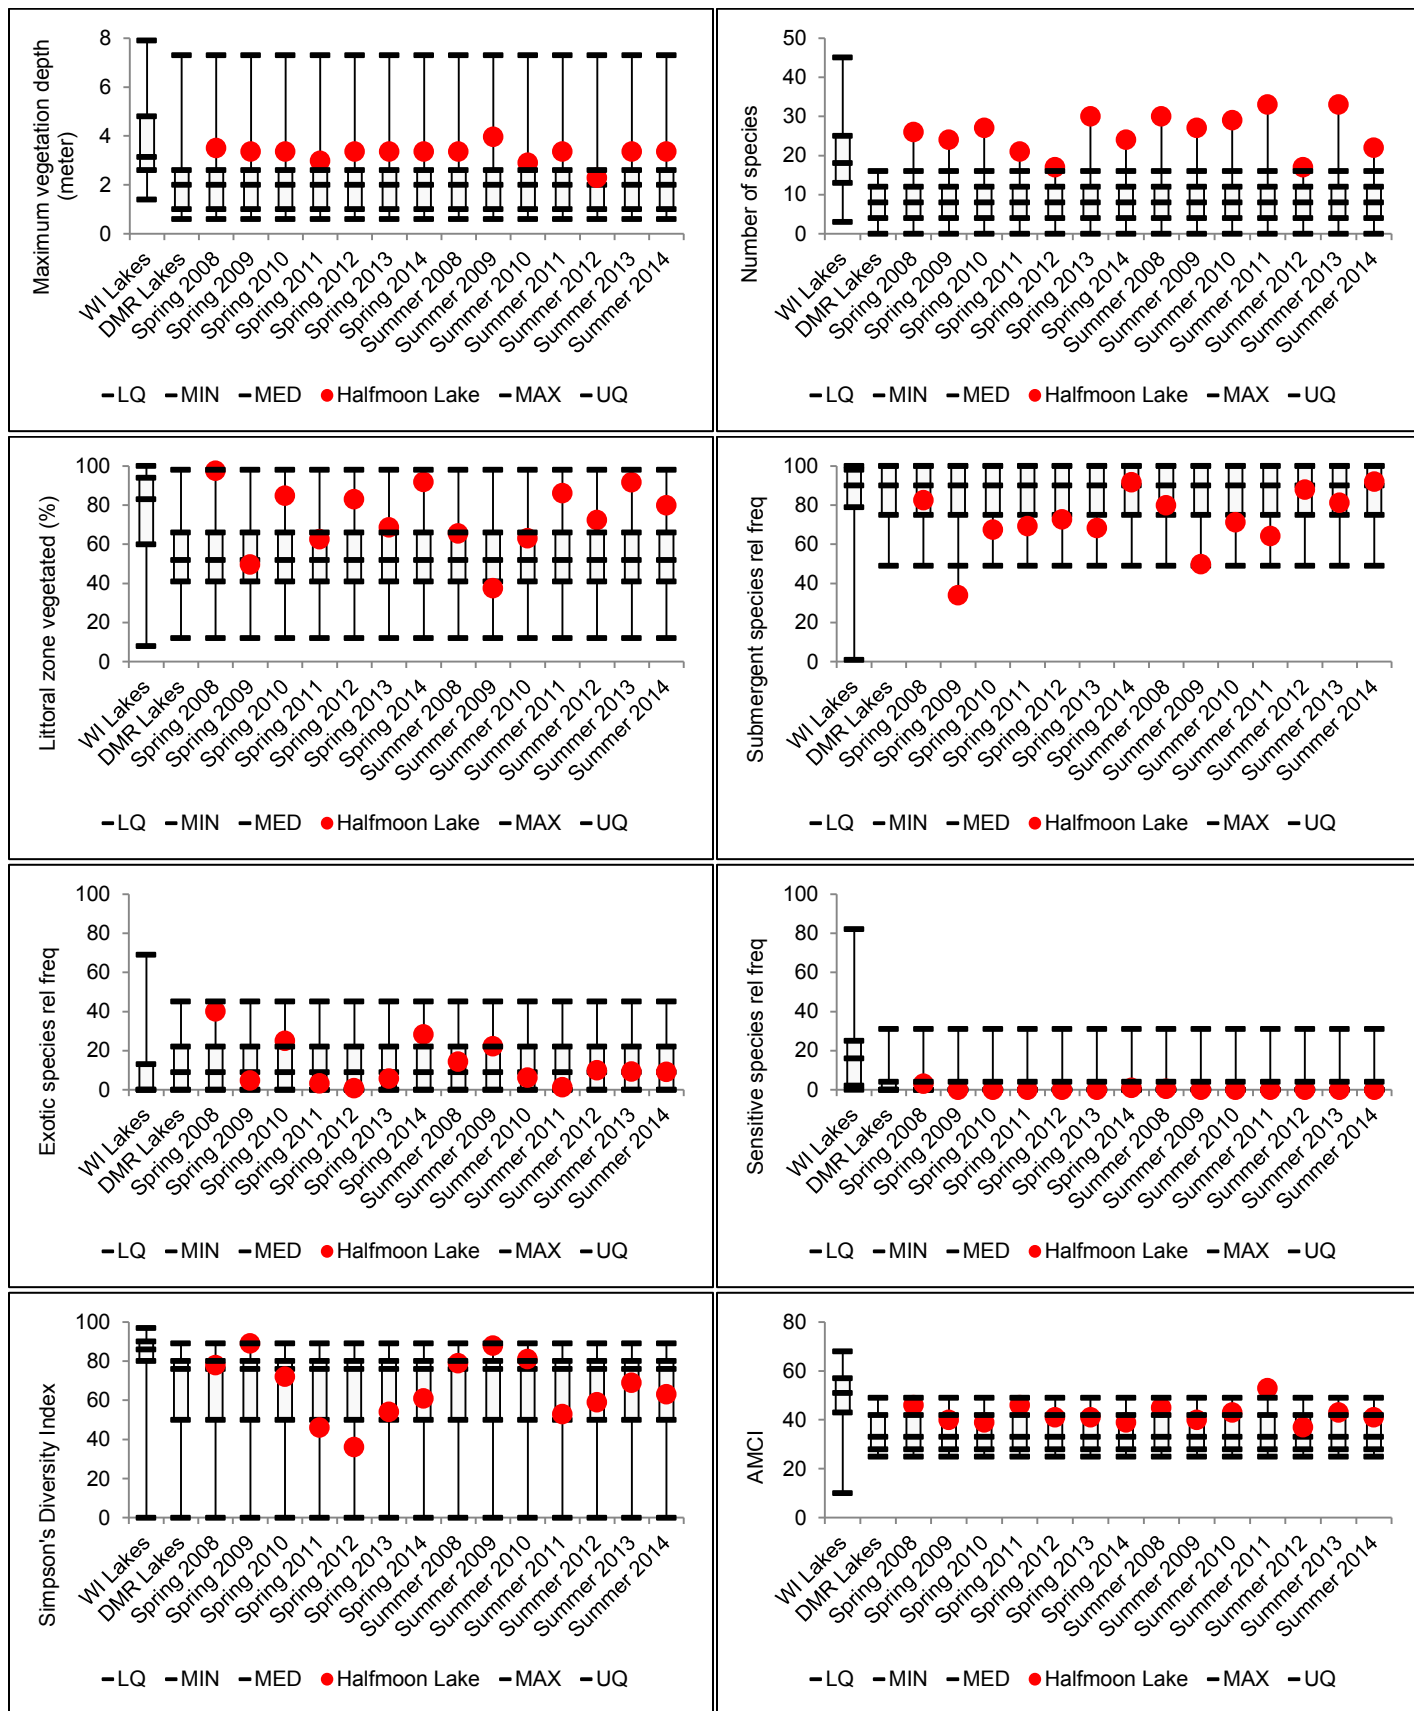 Maximum vegetation depth
(meter)
8
6
4
2
0
WI Lakes
DMR Lakes
Spring 2008
Spring 2009
Spring 2010
Spring 2011
Spring 2012
Spring 2013
Spring 2014
Summer 2008
Summer 2009
Summer 2010
Summer 2011
Summer 2012
Summer 2013
Summer 2014
LQ MIN MED Halfmoon Lake MAX UQ
Number of species
50
40
30
20
10
0
WI Lakes
DMR Lakes
Spring 2008
Spring 2009
Spring 2010
Spring 2011
Spring 2012
Spring 2013
Spring 2014
Summer 2008
Summer 2009
Summer 2010
Summer 2011
Summer 2012
Summer 2013
Summer 2014
LQ MIN MED Halfmoon Lake MAX UQ
Littoral zone vegetated (%)
100
80
60
40
20
0
WI Lakes
DMR Lakes
Spring 2008
Spring 2009
Spring 2010
Spring 2011
Spring 2012
Spring 2013
Spring 2014
Summer 2008
Summer 2009
Summer 2010
Summer 2011
Summer 2012
Summer 2013
Summer 2014
LQ MIN MED Halfmoon Lake MAX UQ
Submergent species rel freq
100
80
60
40
20
0
WI Lakes
DMR Lakes
Spring 2008
Spring 2009
Spring 2010
Spring 2011
Spring 2012
Spring 2013
Spring 2014
Summer 2008
Summer 2009
Summer 2010
Summer 2011
Summer 2012
Summer 2013
Summer 2014
LQ MIN MED Halfmoon Lake MAX UQ
Exotic species rel freq
100
80
60
40
20
0
WI Lakes
DMR Lakes
Spring 2008
Spring 2009
Spring 2010
Spring 2011
Spring 2012
Spring 2013
Spring 2014
Summer 2008
Summer 2009
Summer 2010
Summer 2011
Summer 2012
Summer 2013
Summer 2014
LQ MIN MED Halfmoon Lake MAX UQ
Sensitive species rel freq
100
80
60
40
20
0
WI Lakes
DMR Lakes
Spring 2008
Spring 2009
Spring 2010
Spring 2011
Spring 2012
Spring 2013
Spring 2014
Summer 2008
Summer 2009
Summer 2010
Summer 2011
Summer 2012
Summer 2013
Summer 2014
LQ MIN MED Halfmoon Lake MAX UQ
Simpson's Diversity Index
100
80
60
40
20
0
WI Lakes
DMR Lakes
Spring 2008
Spring 2009
Spring 2010
Spring 2011
Spring 2012
Spring 2013
Spring 2014
Summer 2008
Summer 2009
Summer 2010
Summer 2011
Summer 2012
Summer 2013
Summer 2014
LQ MIN MED Halfmoon Lake MAX UQ
AMCI
80
60
40
20
0
WI Lakes
DMR Lakes
Spring 2008
Spring 2009
Spring 2010
Spring 2011
Spring 2012
Spring 2013
Spring 2014
Summer 2008
Summer 2009
Summer 2010
Summer 2011
Summer 2012
Summer 2013
Summer 2014
LQ MIN MED Halfmoon Lake MAX UQ